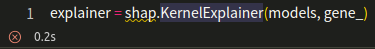 1 explainer = shap.KernelExplainer(models, gene_)
0.2s